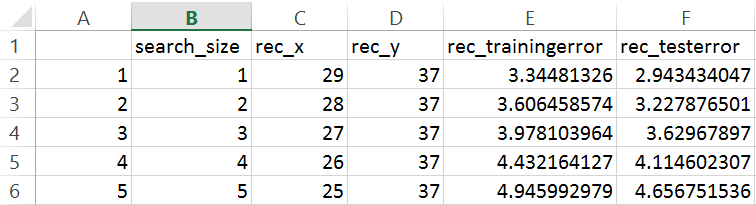 A B C D E F
1 search_size rec_x rec_y rec_trainingerror rec_testerror
2 1 1 29 37 3.34481326 2.943434047
3 2 2 28 37 3.606458574 3.227876501
4 3 3 27 37 3.978103964 3.62967897
5 4 4 26 37 4.432164127 4.114602307
6 5 5 25 37 4.945992979 4.656751536